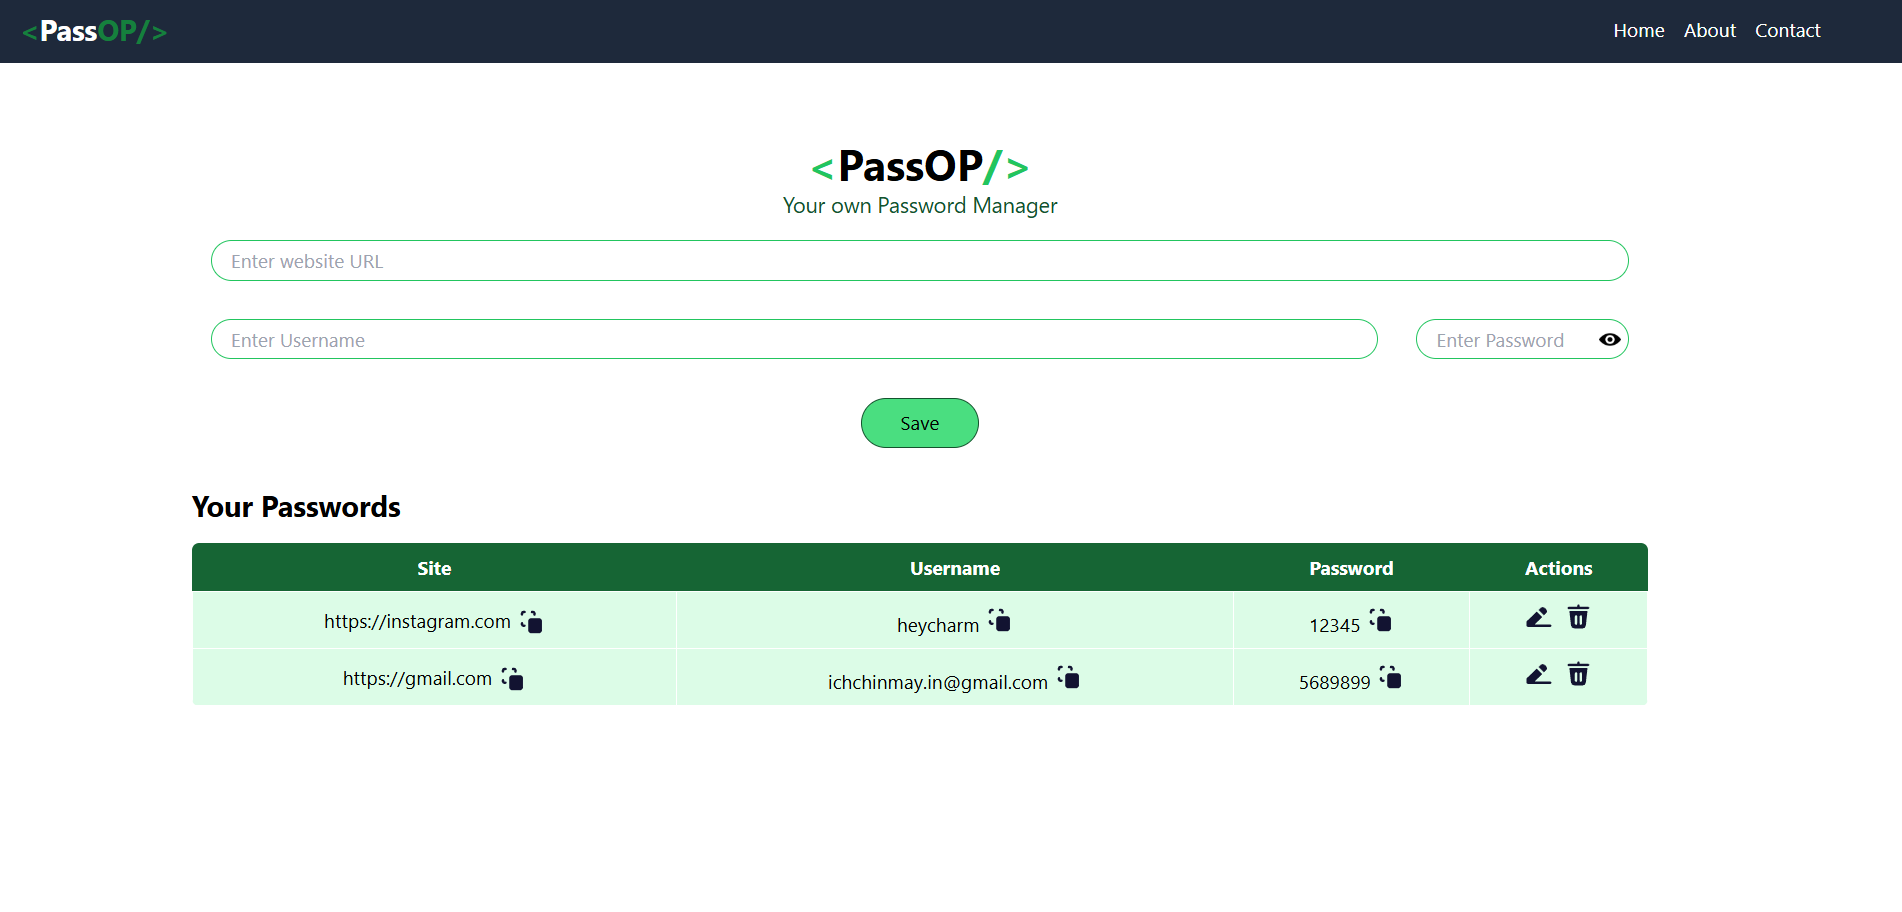 <PassOP/>
Home About Contact
<PassOP/>
Your own Password Manager
Enter website URL
Enter Username
Enter Password
Save
Your Passwords
Site Username Password Actions
https://instagram.com heycharm 12345
https://gmail.com ichchinmay.in@gmail.com 5689899